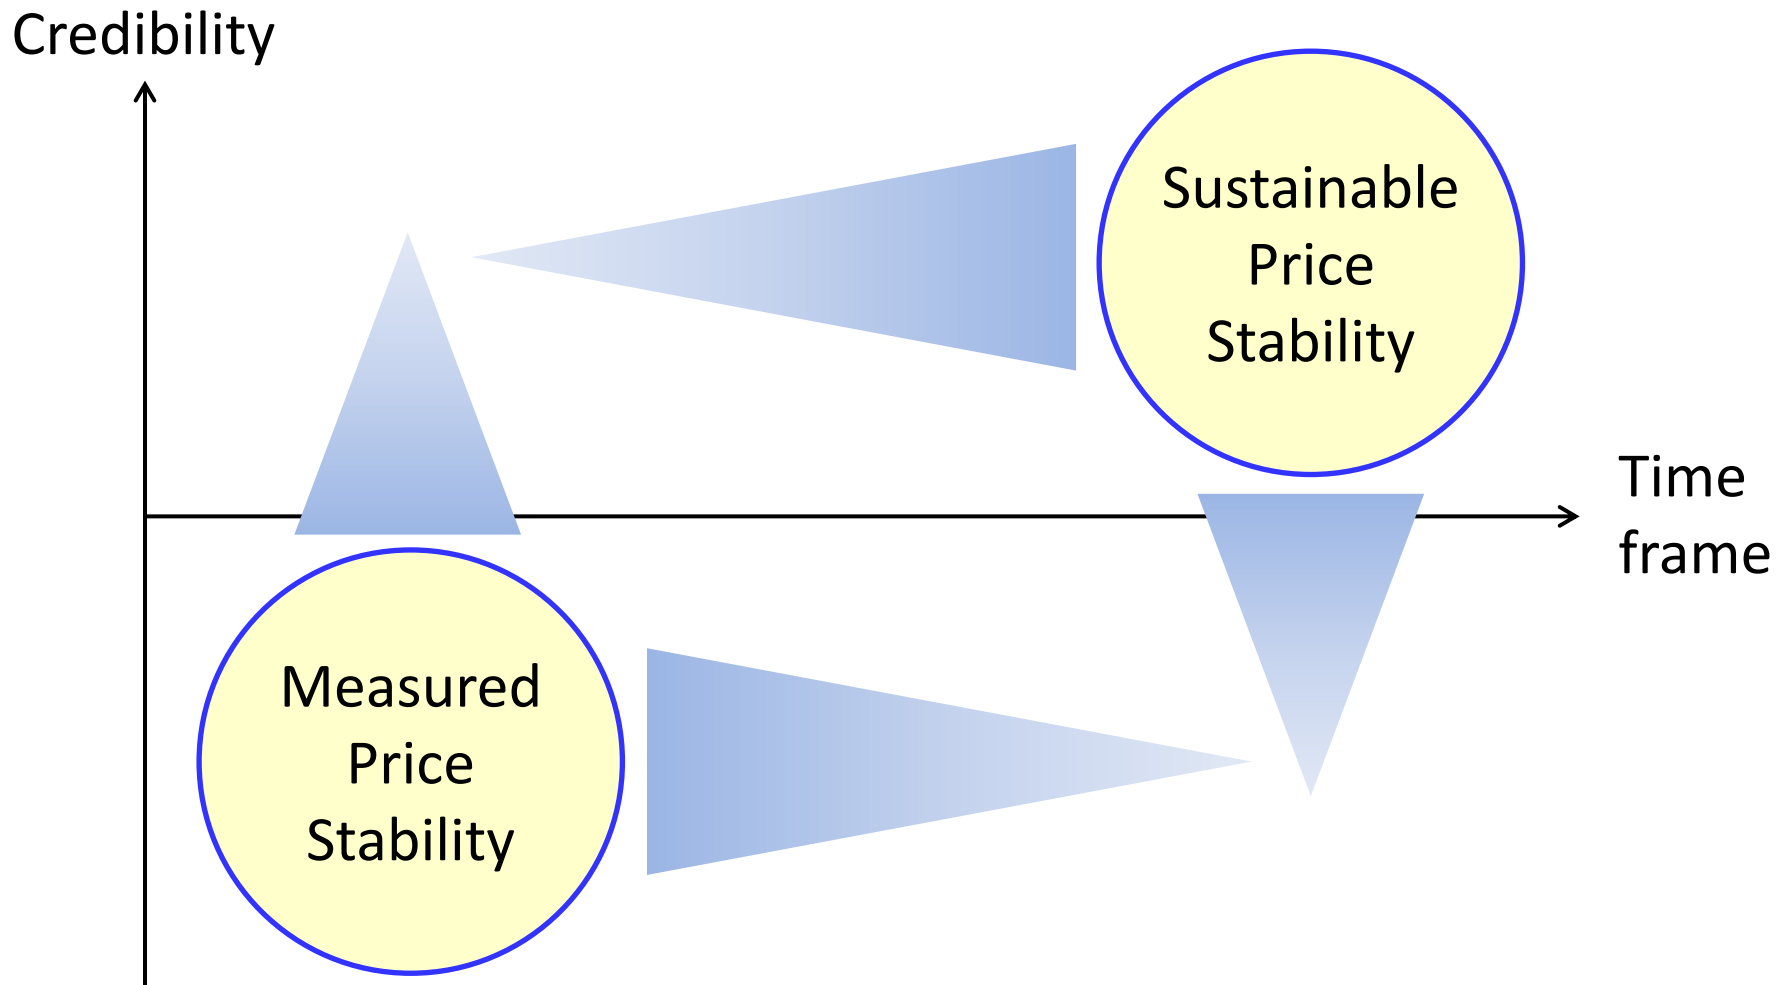 Credibility
Sustainable
Price
Stability
Time
frame
Measured
Price
Stability